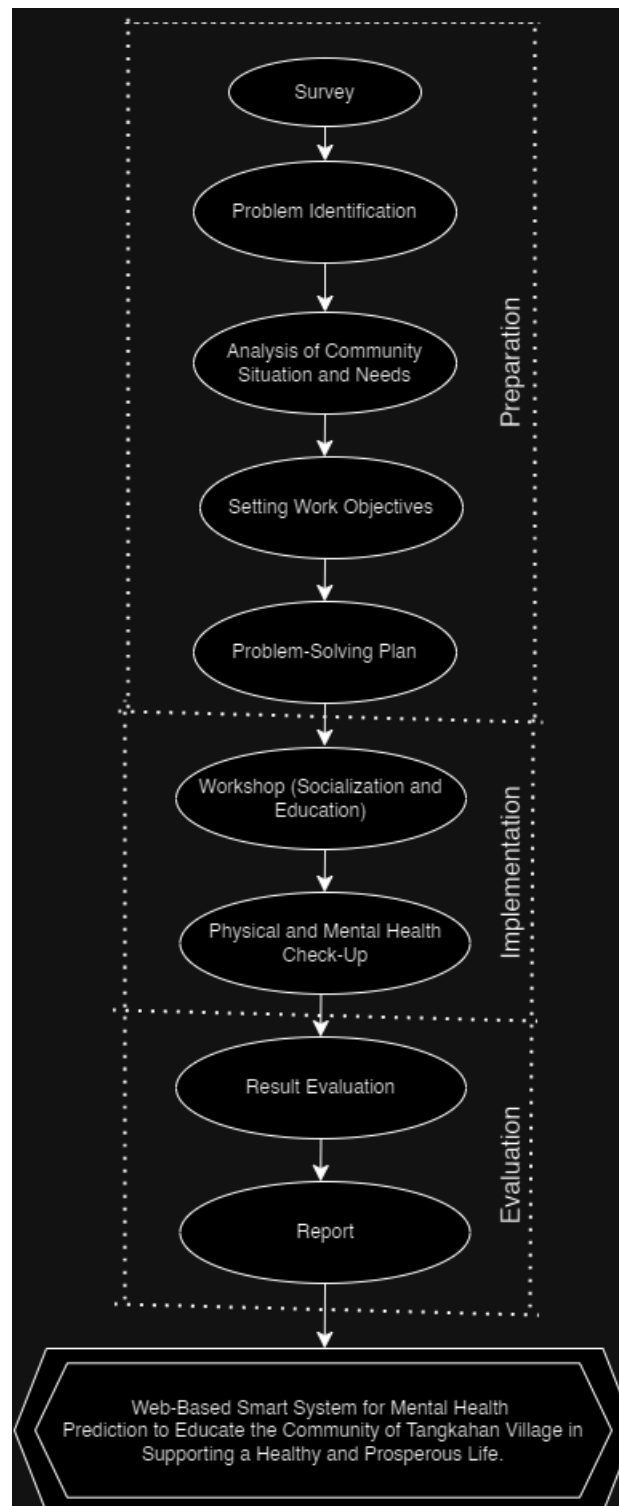 Survey
Problem Identification
Analysis of Community
Situation and Needs
Preparation
Setting Work Objectives
Problem-Solving Plan
Workshop (Socialization and
Education)
Implementation
Physical and Mental Health
Check-Up
Result Evaluation
Evaluation
Report
Web-Based Smart System for Mental Health
Prediction to Educate the Community of Tangkahan Village in
Supporting a Healthy and Prosperous Life.